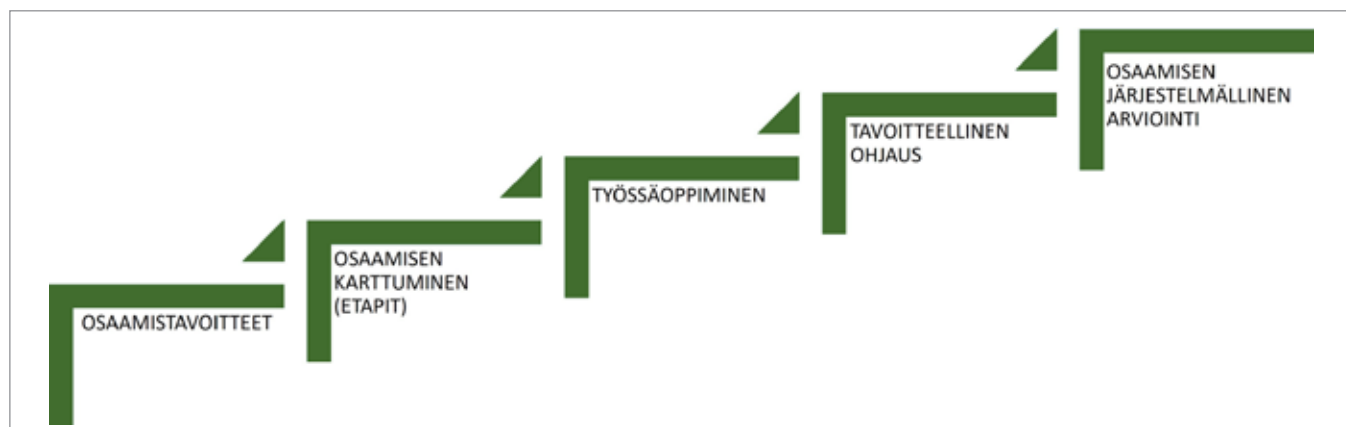 OSAAMISTAVOITTEET
OSAAMISEN
KARTTUMINEN
(ETAPIT)
TYÖSSÄOPPIMINEN
TAVOITTEELLINEN
OHJAUS
OSAAMISEN
JÄRJESTELMÄLLINEN
ARVIOINTI